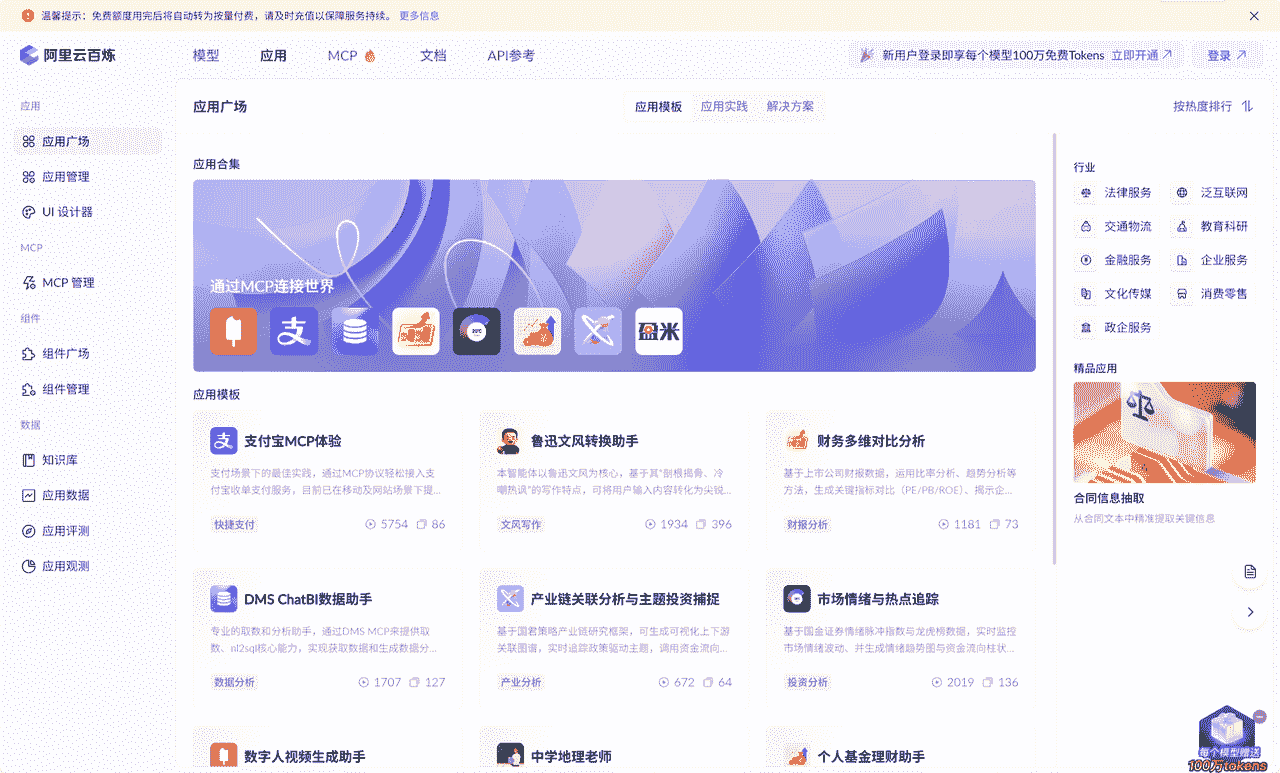 温馨提示：免费额度用完后将自动转为按量付费，请及时充值以保障服务持续。 更多信息
阿里云百炼
模型
应用
MCP
文档
API参考
新用户登录即享每个模型100万免费Tokens 立即开通
登录
应用
应用广场
应用管理
UI 设计器
MCP
MCP 管理
组件
组件广场
组件管理
数据
知识库
应用数据
应用评测
应用观测
应用广场
应用模板
应用实践
解决方案
按热度排行
应用合集
通过MCP连接世界
支
20℃
盈米
应用模板
支付宝MCP体验
支付场景下的最佳实践，通过MCP协议轻松接入支
付宝收单支付服务，目前已在移动及网站场景下提...
快捷支付
5754
86
鲁迅文风转换助手
本智能体以鲁迅文风为核心，基于其"剖根揭骨、冷
嘲热讽"的写作特点，可将用户输入内容转化为尖锐...
文风写作
1934
396
财务多维对比分析
基于上市公司财报数据，运用比率分析、趋势分析等
方法，生成关键指标对比（PE/PB/ROE）、揭示企...
财报分析
1181
73
DMS ChatBI数据助手
专业的取数和分析助手，通过DMS MCP来提供取
数、nl2sql核心能力，实现获取数据和生成数据分...
数据分析
1707
127
产业链关联分析与主题投资捕捉
基于国君策略产业链研究框架，可生成可视化上下游
关联图谱，实时追踪政策驱动主题，调用资金流向...
产业分析
672
64
市场情绪与热点追踪
基于国金证券情绪脉冲指数与龙虎榜数据，实时监控
市场情绪波动、并生成情绪趋势图与资金流向柱状...
投资分析
2019
136
数字人视频生成助手
中学地理老师
个人基金理财助手
行业
法律服务
泛互联网
交通物流
教育科研
金融服务
企业服务
文化传媒
消费零售
政企服务
精品应用
合同信息抽取
从合同文本中精准提取关键信息
每个模型赠送
100万tokens